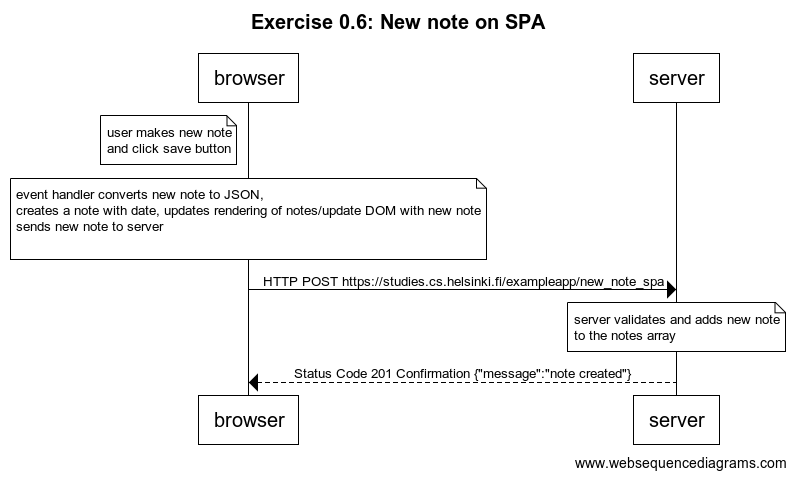 Exercise 0.6: New note on SPA
browser
server
user makes new note
and click save button
event handler converts new note to JSON,
creates a note with date, updates rendering of notes/update DOM with new note
sends new note to server
HTTP POST https://studies.cs.helsinki.fi/exampleapp/new_note_spa
server validates and adds new note
to the notes array
Status Code 201 Confirmation {"message":"note created"}
browser
server
www.websequencediagrams.com